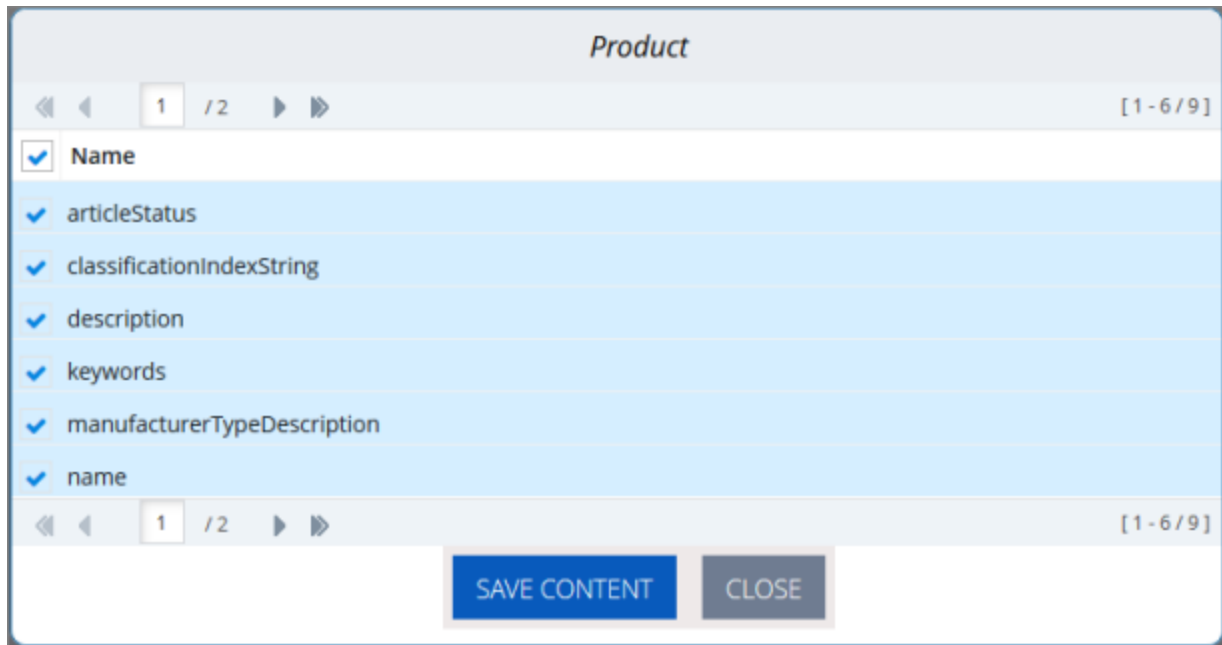 Product
1 / 2 [ 1 - 6 / 9 ]
Name
articleStatus
classificationIndexString
description
keywords
manufacturerTypeDescription
name
1 / 2 [ 1 - 6 / 9 ]
SAVE CONTENT CLOSE